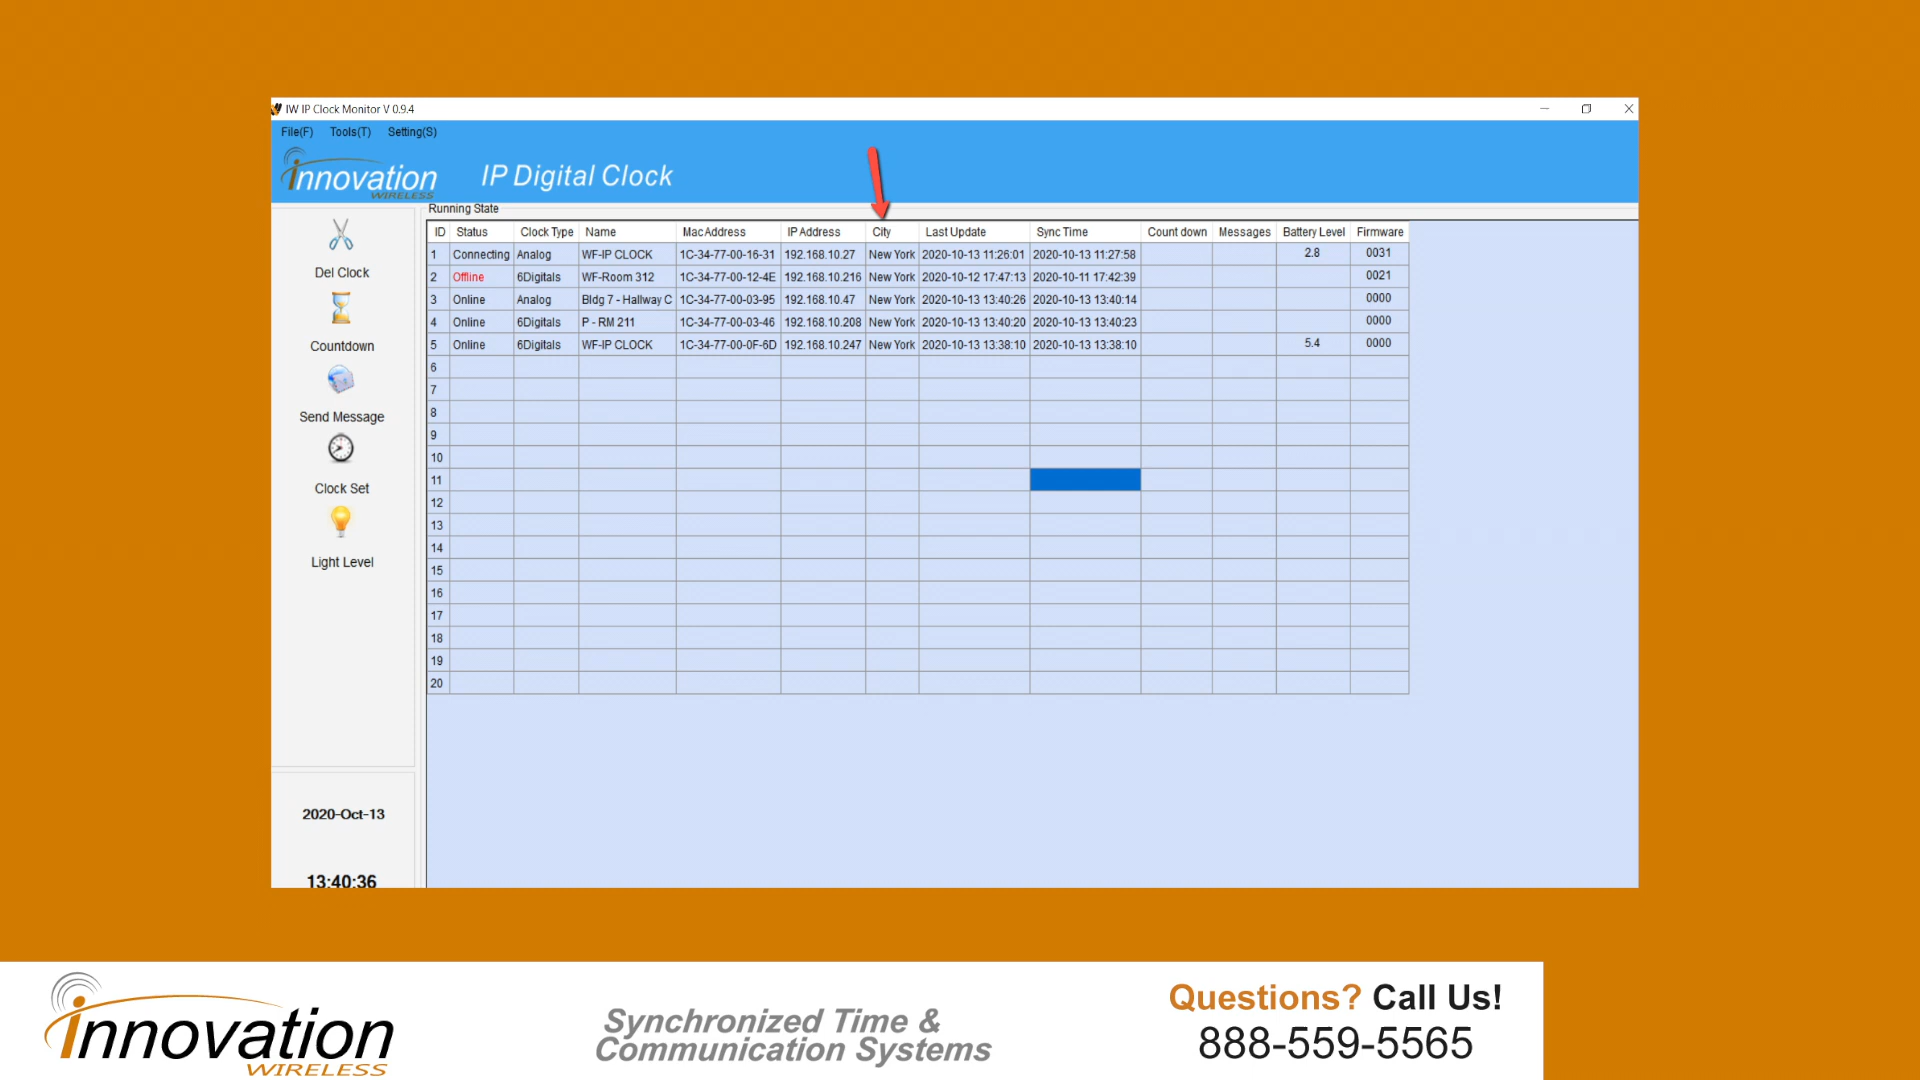 IW IP Clock Monitor V 0.9.4
File(F) Tools(T) Setting(S)
innovation WIRELESS
IP Digital Clock
Running State
ID Status Clock Type Name Mac Address IP Address City Last Update Sync Time Count down Messages Battery Level Firmware
1 Connecting Analog WF-IP CLOCK 1C-34-77-00-16-31 192.168.10.27 New York 2020-10-13 11:26:01 2020-10-13 11:27:58 2.8 0031
2 Offline 6Digitals WF-Room 312 1C-34-77-00-12-4E 192.168.10.216 New York 2020-10-12 17:47:13 2020-10-11 17:42:39 0021
3 Online Analog Bldg 7 - Hallway C 1C-34-77-00-03-95 192.168.10.47 New York 2020-10-13 13:40:26 2020-10-13 13:40:14 0000
4 Online 6Digitals P - RM 211 1C-34-77-00-03-46 192.168.10.208 New York 2020-10-13 13:40:20 2020-10-13 13:40:23 0000
5 Online 6Digitals WF-IP CLOCK 1C-34-77-00-0F-6D 192.168.10.247 New York 2020-10-13 13:38:10 2020-10-13 13:38:10 5.4 0000
6
7
8
9
10
11
12
13
14
15
16
17
18
19
20
Del Clock
Countdown
Send Message
Clock Set
Light Level
2020-Oct-13
13:40:36
innovation
WIRELESS
Synchronized Time &
Communication Systems
Questions? Call Us!
888-559-5565